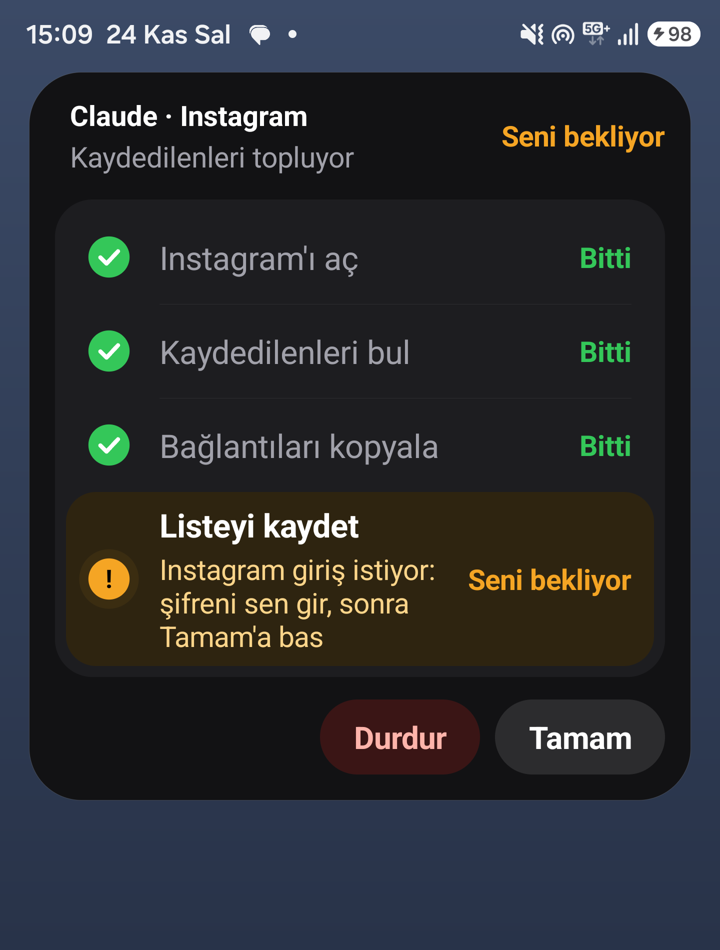 15:09 24 Kas Sal
5G+
98
Claude · Instagram
Kaydedilenleri topluyor
Seni bekliyor
Instagram'ı aç
Bitti
Kaydedilenleri bul
Bitti
Bağlantıları kopyala
Bitti
Listeyi kaydet
Instagram giriş istiyor:
şifreni sen gir, sonra
Tamam'a bas
Seni bekliyor
Durdur
Tamam